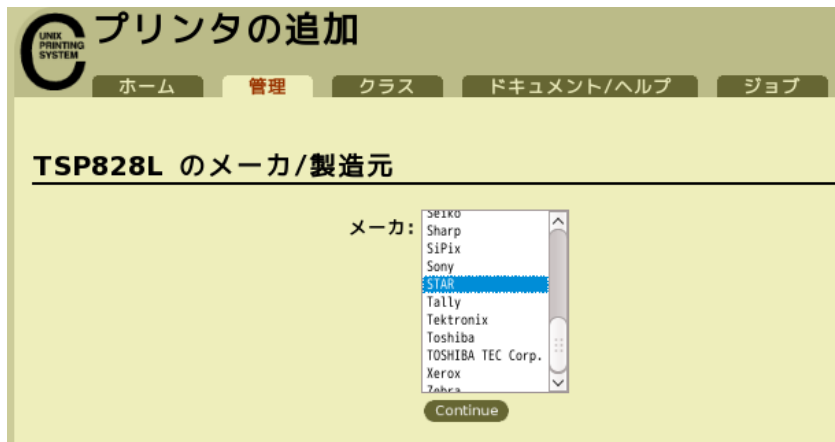 UNIX
PRINTING
SYSTEM
プリンタの追加
ホーム 管理 クラス ドキュメント/ヘルプ ジョブ
TSP828L のメーカ/製造元
メーカ:
Seiko
Sharp
SiPix
Sony
STAR
Tally
Tektronix
Toshiba
TOSHIBA TEC Corp.
Xerox
Zebra
Continue